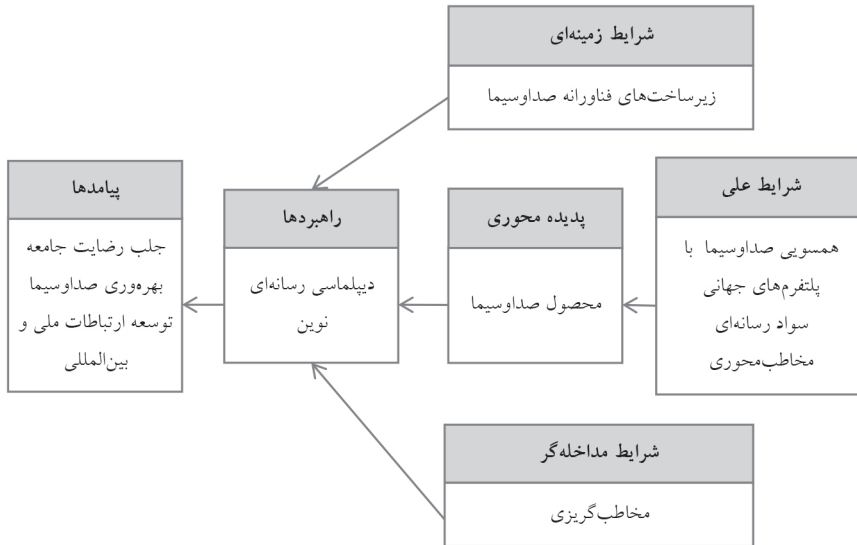 شرایط زمینه‌ای
زیرساخت‌های فناورانه صداوسیما
شرایط علی
همسویی صداوسیما با
پلتفرم‌های جهانی
سواد رسانه‌ای
مخاطب‌محوری
پدیده محوری
محصول صداوسیما
راهبردها
دیپلماسی رسانه‌ای
نوین
پیامدها
جلب رضایت جامعه
بهره‌وری صداوسیما
توسعه ارتباطات ملی و
بین‌المللی
شرایط مداخله‌گر
مخاطب‌گریزی